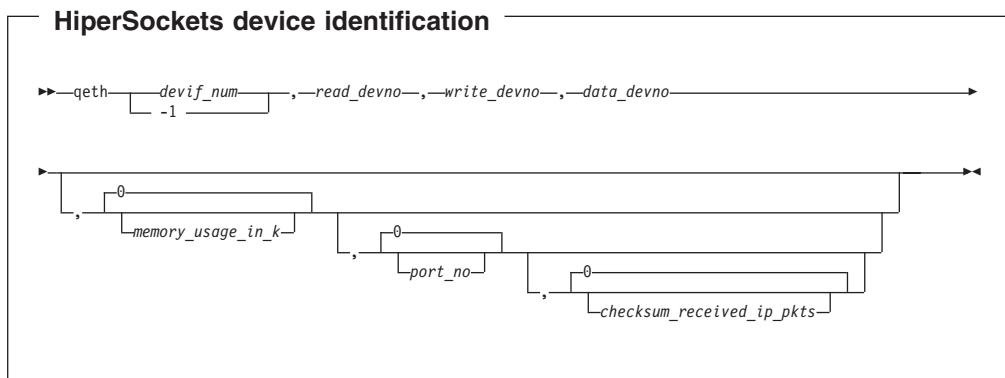 HiperSockets device identification
qeth devif_num , read_devno , write_devno , data_devno
-1
0
,
memory_usage_in_k
0
,
port_no
0
,
checksum_received_ip_pkts